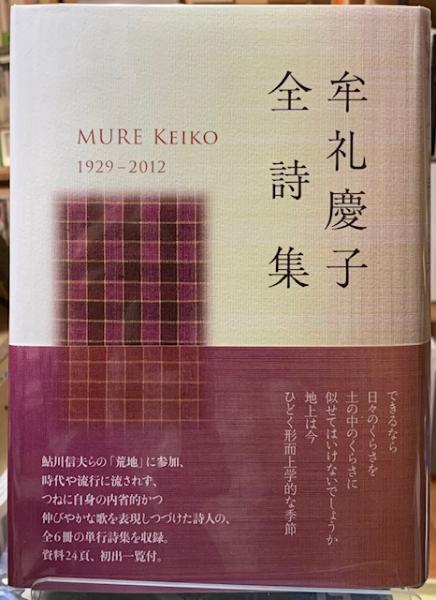 牟礼慶子
全詩集
MURE KEIKO
1929–2012
できるなら
日々のくらさを
土の中のくらさに
似せてはいけないでしょうか
地上は今
ひどく形而上学的な季節
鮎川信夫らの「荒地」に参加、
時代や流行に流されず、
つねに自身の内省的かつ
伸びやかな歌を表現しつづけた詩人の、
全6冊の単行詩集を収録。
資料24頁、初出一覧付。